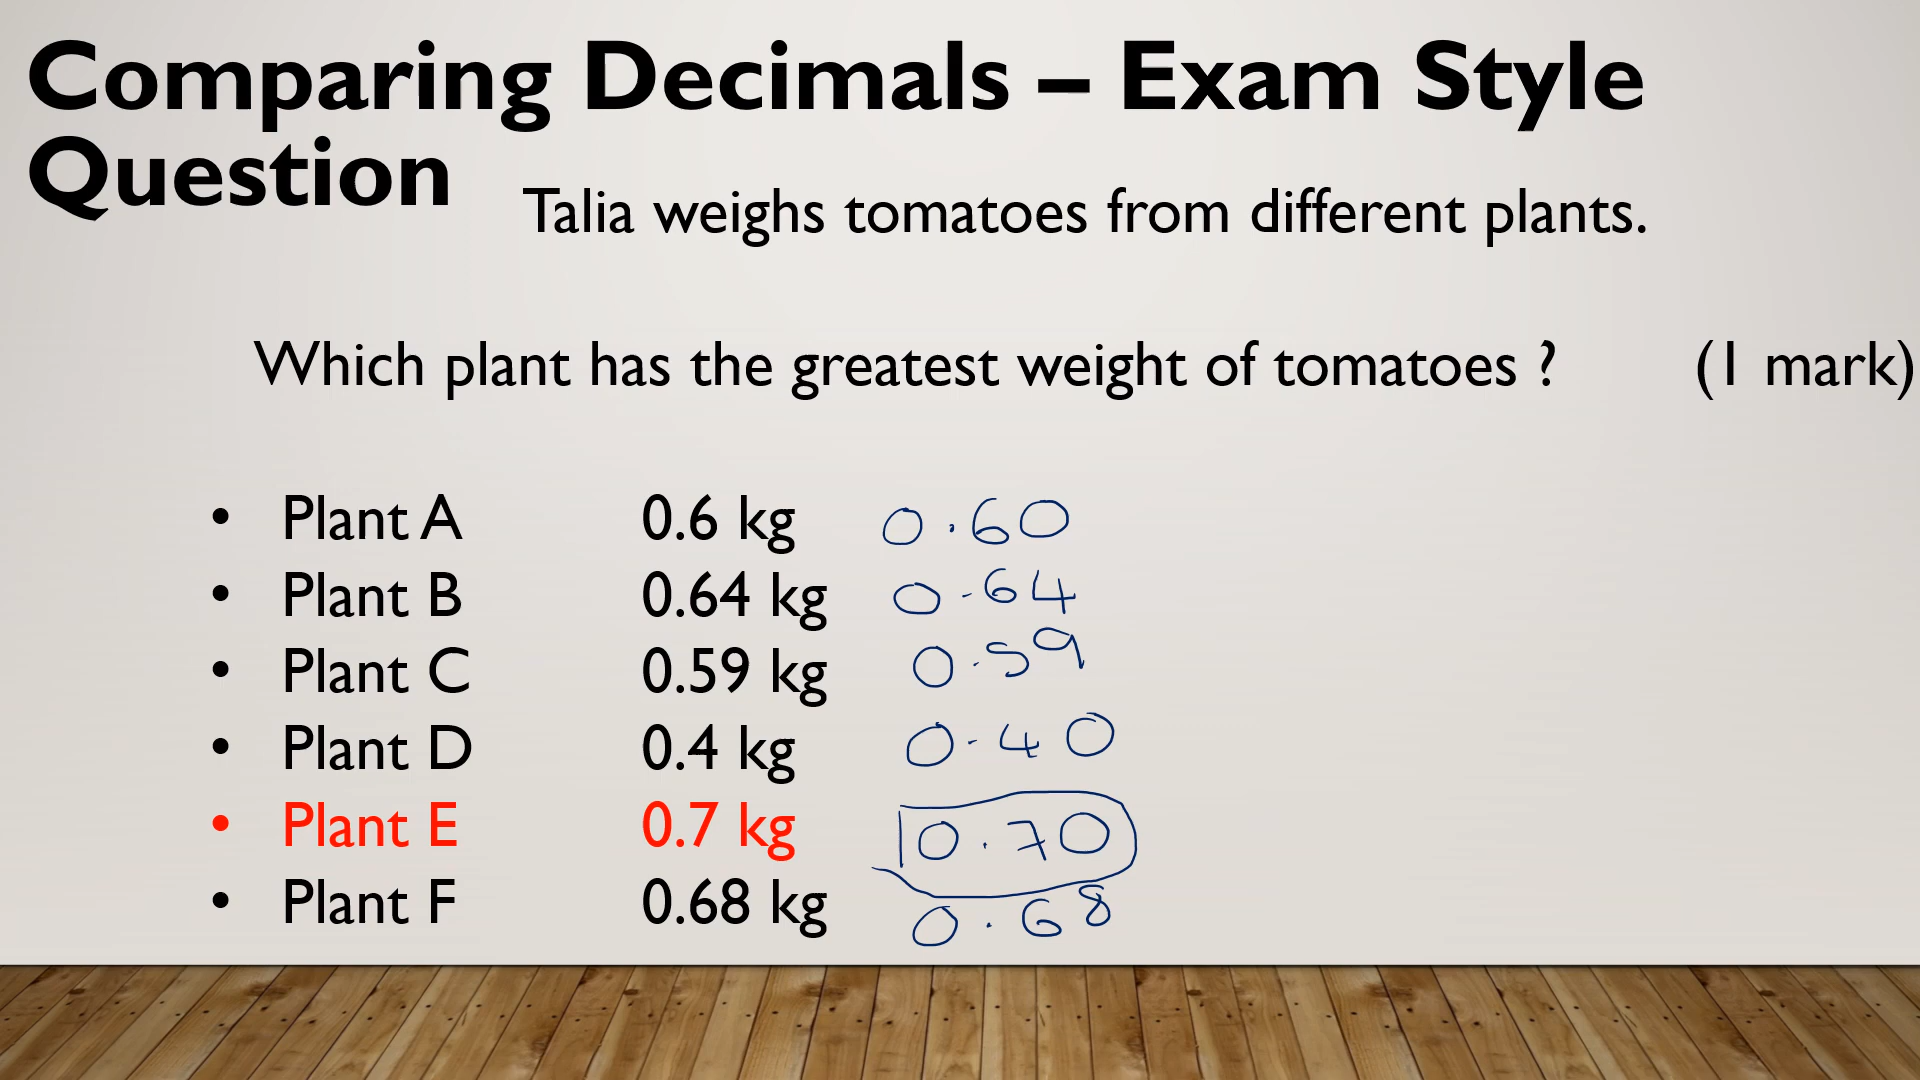 Comparing Decimals – Exam Style
Question
Talia weighs tomatoes from different plants.
Which plant has the greatest weight of tomatoes ? (1 mark)
• Plant A 0.6 kg 0.60
• Plant B 0.64 kg 0.64
• Plant C 0.59 kg 0.59
• Plant D 0.4 kg 0.40
• Plant E 0.7 kg 0.70
• Plant F 0.68 kg 0.68